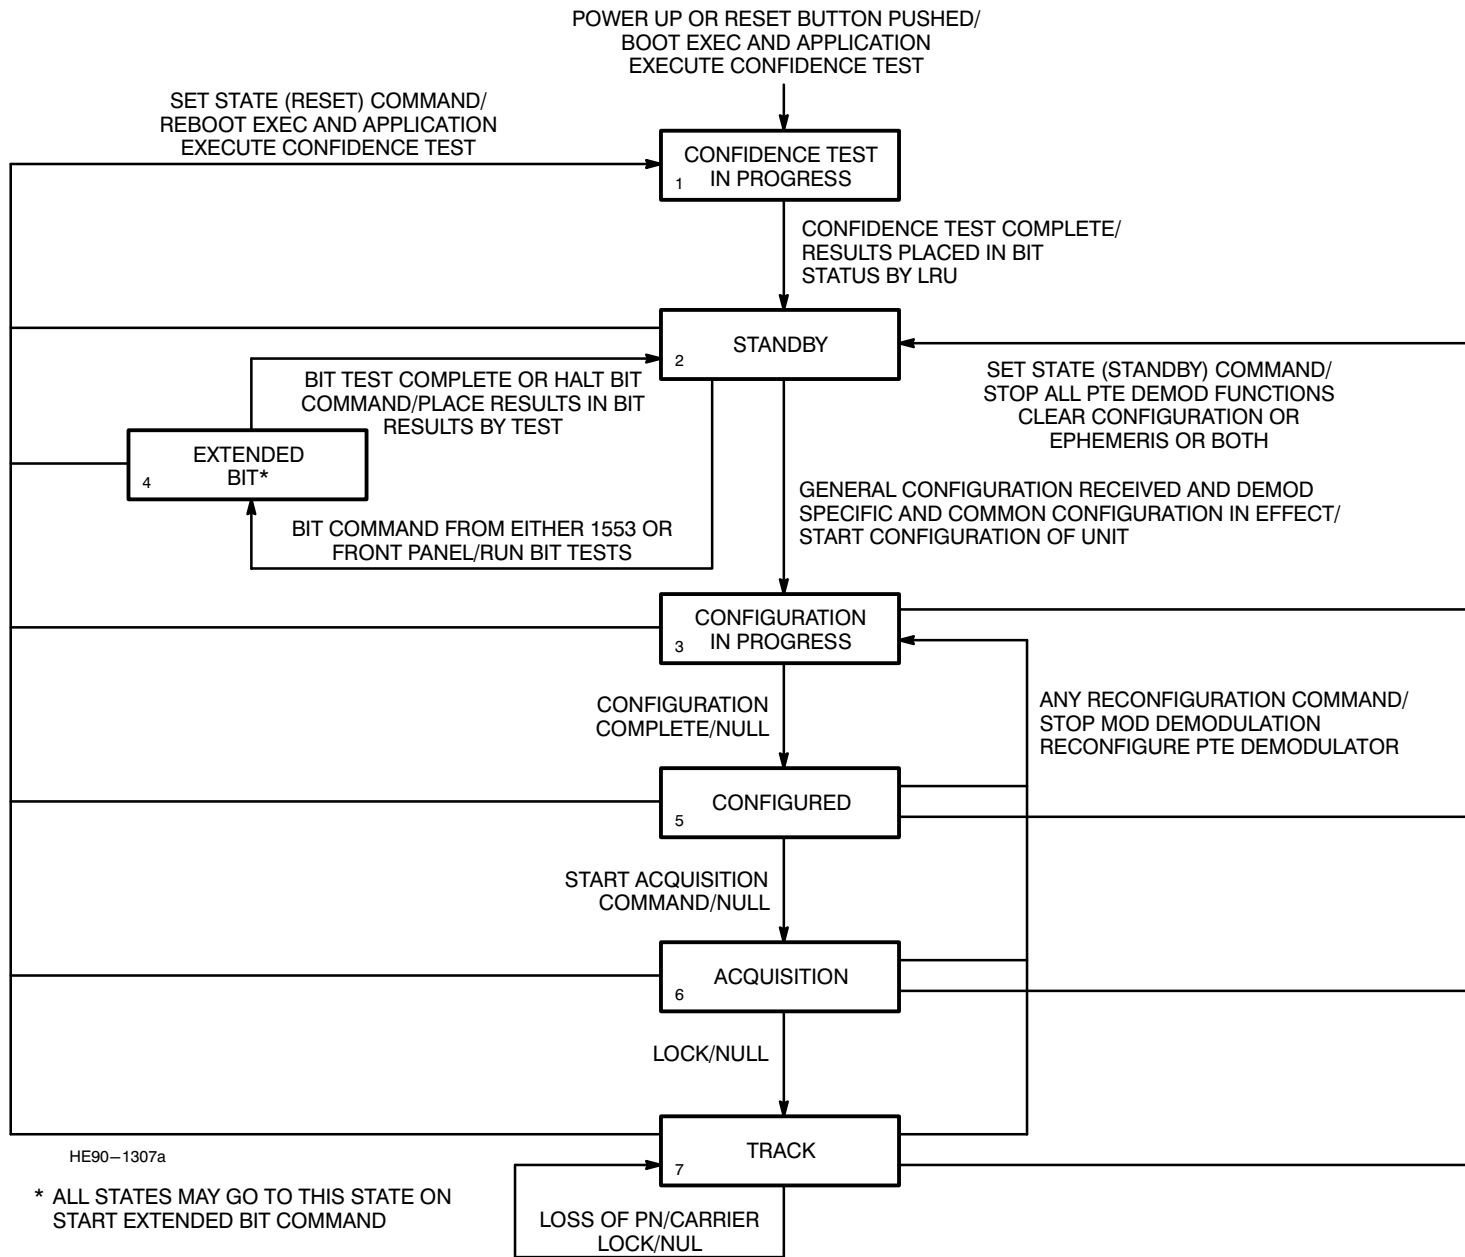 POWER UP OR RESET BUTTON PUSHED/
BOOT EXEC AND APPLICATION
EXECUTE CONFIDENCE TEST
SET STATE (RESET) COMMAND/
REBOOT EXEC AND APPLICATION
EXECUTE CONFIDENCE TEST
CONFIDENCE TEST
IN PROGRESS
1
CONFIDENCE TEST COMPLETE/
RESULTS PLACED IN BIT
STATUS BY LRU
STANDBY
2
BIT TEST COMPLETE OR HALT BIT
COMMAND/PLACE RESULTS IN BIT
RESULTS BY TEST
SET STATE (STANDBY) COMMAND/
STOP ALL PTE DEMOD FUNCTIONS
CLEAR CONFIGURATION OR
EPHEMERIS OR BOTH
EXTENDED
BIT*
4
BIT COMMAND FROM EITHER 1553 OR
FRONT PANEL/RUN BIT TESTS
GENERAL CONFIGURATION RECEIVED AND DEMOD
SPECIFIC AND COMMON CONFIGURATION IN EFFECT/
START CONFIGURATION OF UNIT
CONFIGURATION
IN PROGRESS
3
CONFIGURATION
COMPLETE/NULL
ANY RECONFIGURATION COMMAND/
STOP MOD DEMODULATION
RECONFIGURE PTE DEMODULATOR
CONFIGURED
5
START ACQUISITION
COMMAND/NULL
ACQUISITION
6
LOCK/NULL
TRACK
7
HE90−1307a
* ALL STATES MAY GO TO THIS STATE ON
START EXTENDED BIT COMMAND
LOSS OF PN/CARRIER
LOCK/NUL